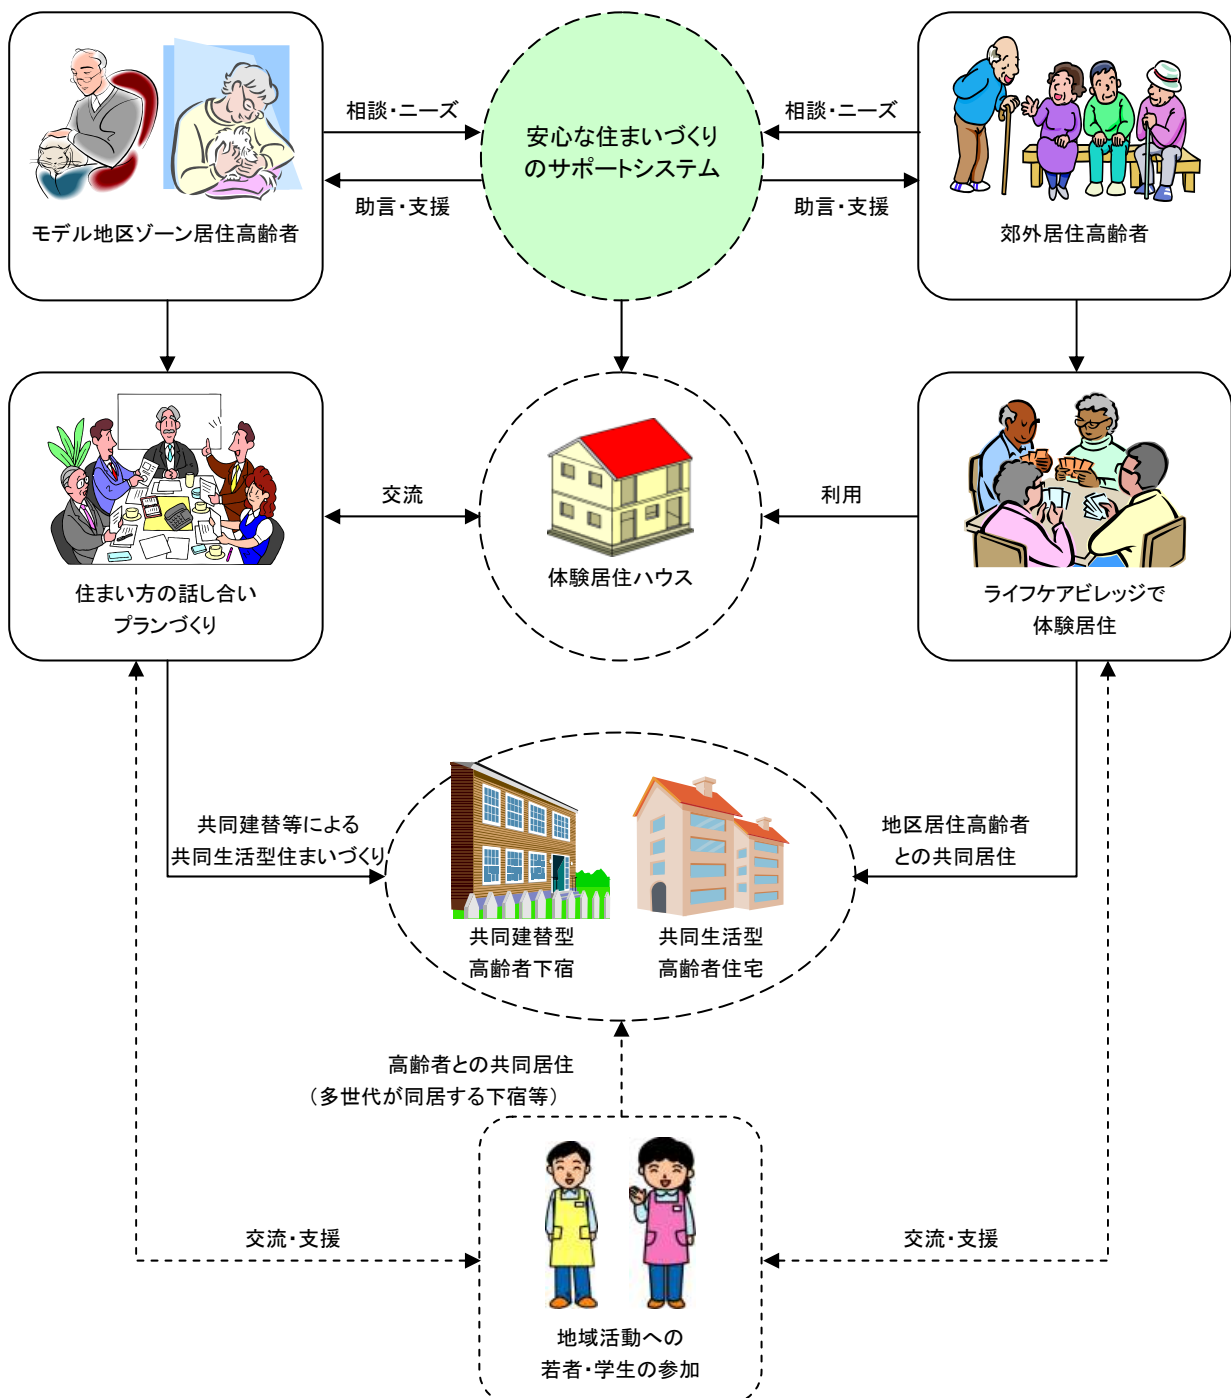 相談・ニーズ
安心な住まいづくり
のサポートシステム
相談・ニーズ
助言・支援
助言・支援
モデル地区ゾーン居住高齢者
郊外居住高齢者
交流
利用
体験居住ハウス
住まい方の話し合い
プランづくり
ライフケアビレッジで
体験居住
共同建替等による
共同生活型住まいづくり
地区居住高齢者
との共同居住
共同建替型
高齢者下宿
共同生活型
高齢者住宅
高齢者との共同居住
（多世代が同居する下宿等）
交流・支援
交流・支援
地域活動への
若者・学生の参加